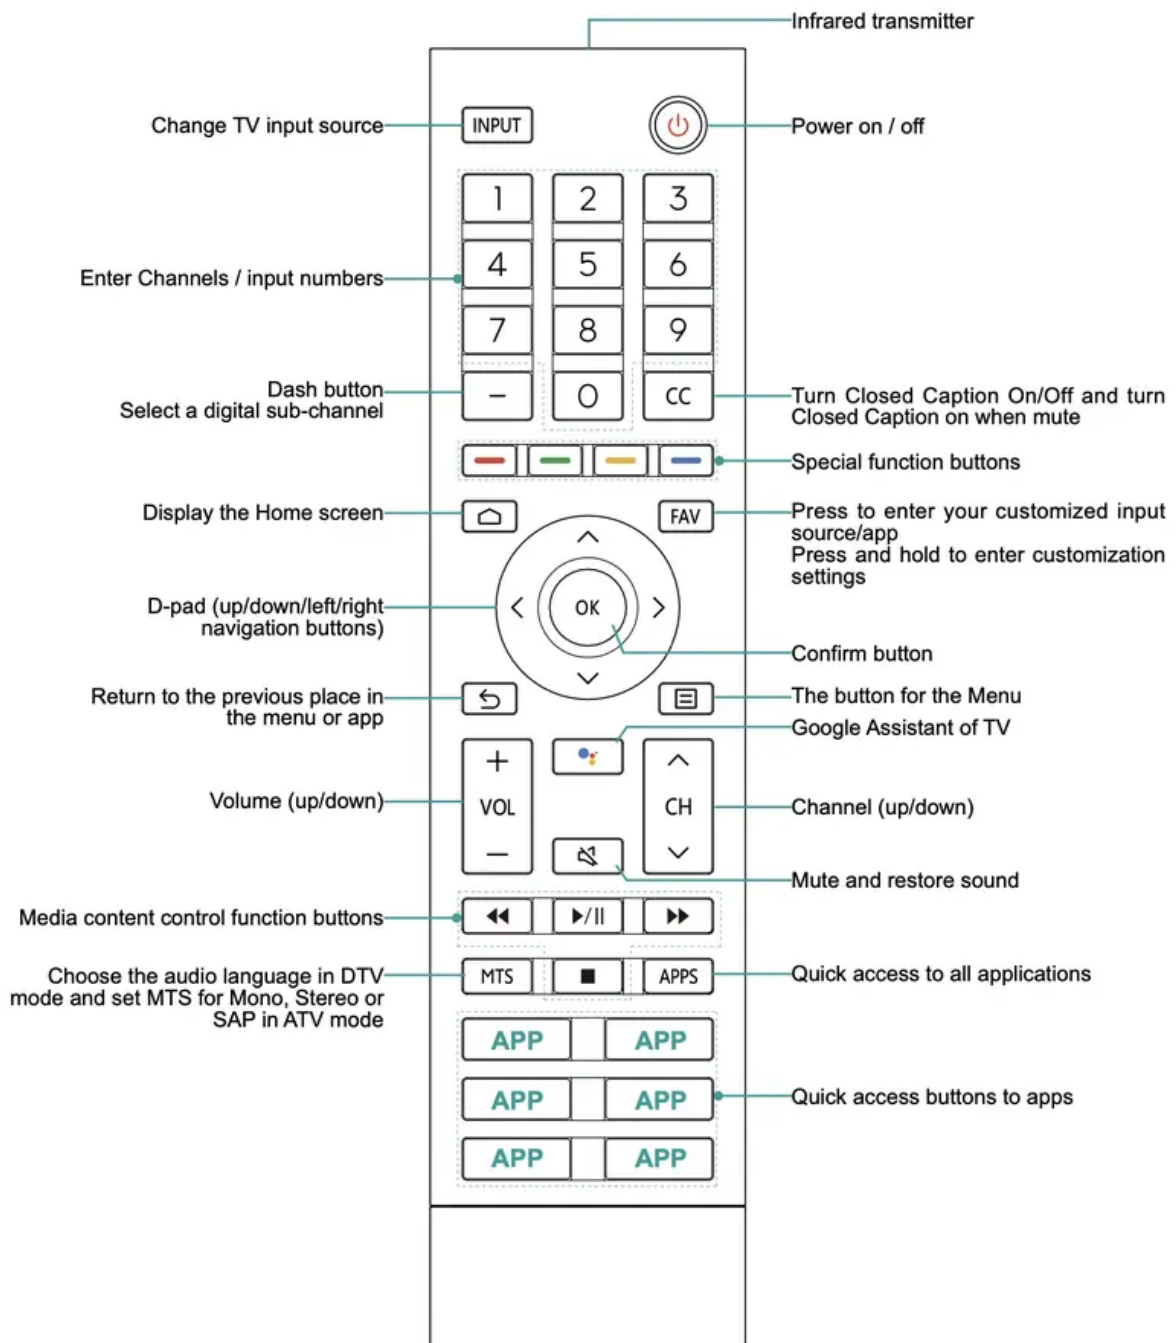 Infrared transmitter
Change TV input source
INPUT
Power on / off
1 2 3
Enter Channels / input numbers
4 5 6
7 8 9
Dash button
Select a digital sub-channel
– 0 CC
Turn Closed Caption On/Off and turn
Closed Caption on when mute
Special function buttons
Display the Home screen
FAV
Press to enter your customized input
source/app
Press and hold to enter customization
settings
D-pad (up/down/left/right
navigation buttons)
OK
Confirm button
Return to the previous place in
the menu or app
The button for the Menu
Google Assistant of TV
Volume (up/down)
+
VOL
–
CH
Channel (up/down)
Mute and restore sound
Media content control function buttons
Choose the audio language in DTV
mode and set MTS for Mono, Stereo or
SAP in ATV mode
MTS
APPS
Quick access to all applications
APP APP
APP APP
Quick access buttons to apps
APP APP